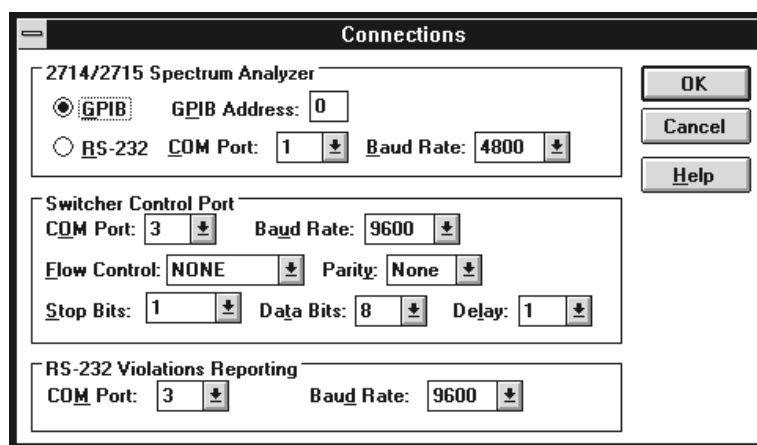 Connections
2714/2715 Spectrum Analyzer
GPIB GPIB Address: 0
RS-232 COM Port: 1 Baud Rate: 4800
OK
Cancel
Help
Switcher Control Port
COM Port: 3 Baud Rate: 9600
Flow Control: NONE Parity: None
Stop Bits: 1 Data Bits: 8 Delay: 1
RS-232 Violations Reporting
COM Port: 3 Baud Rate: 9600